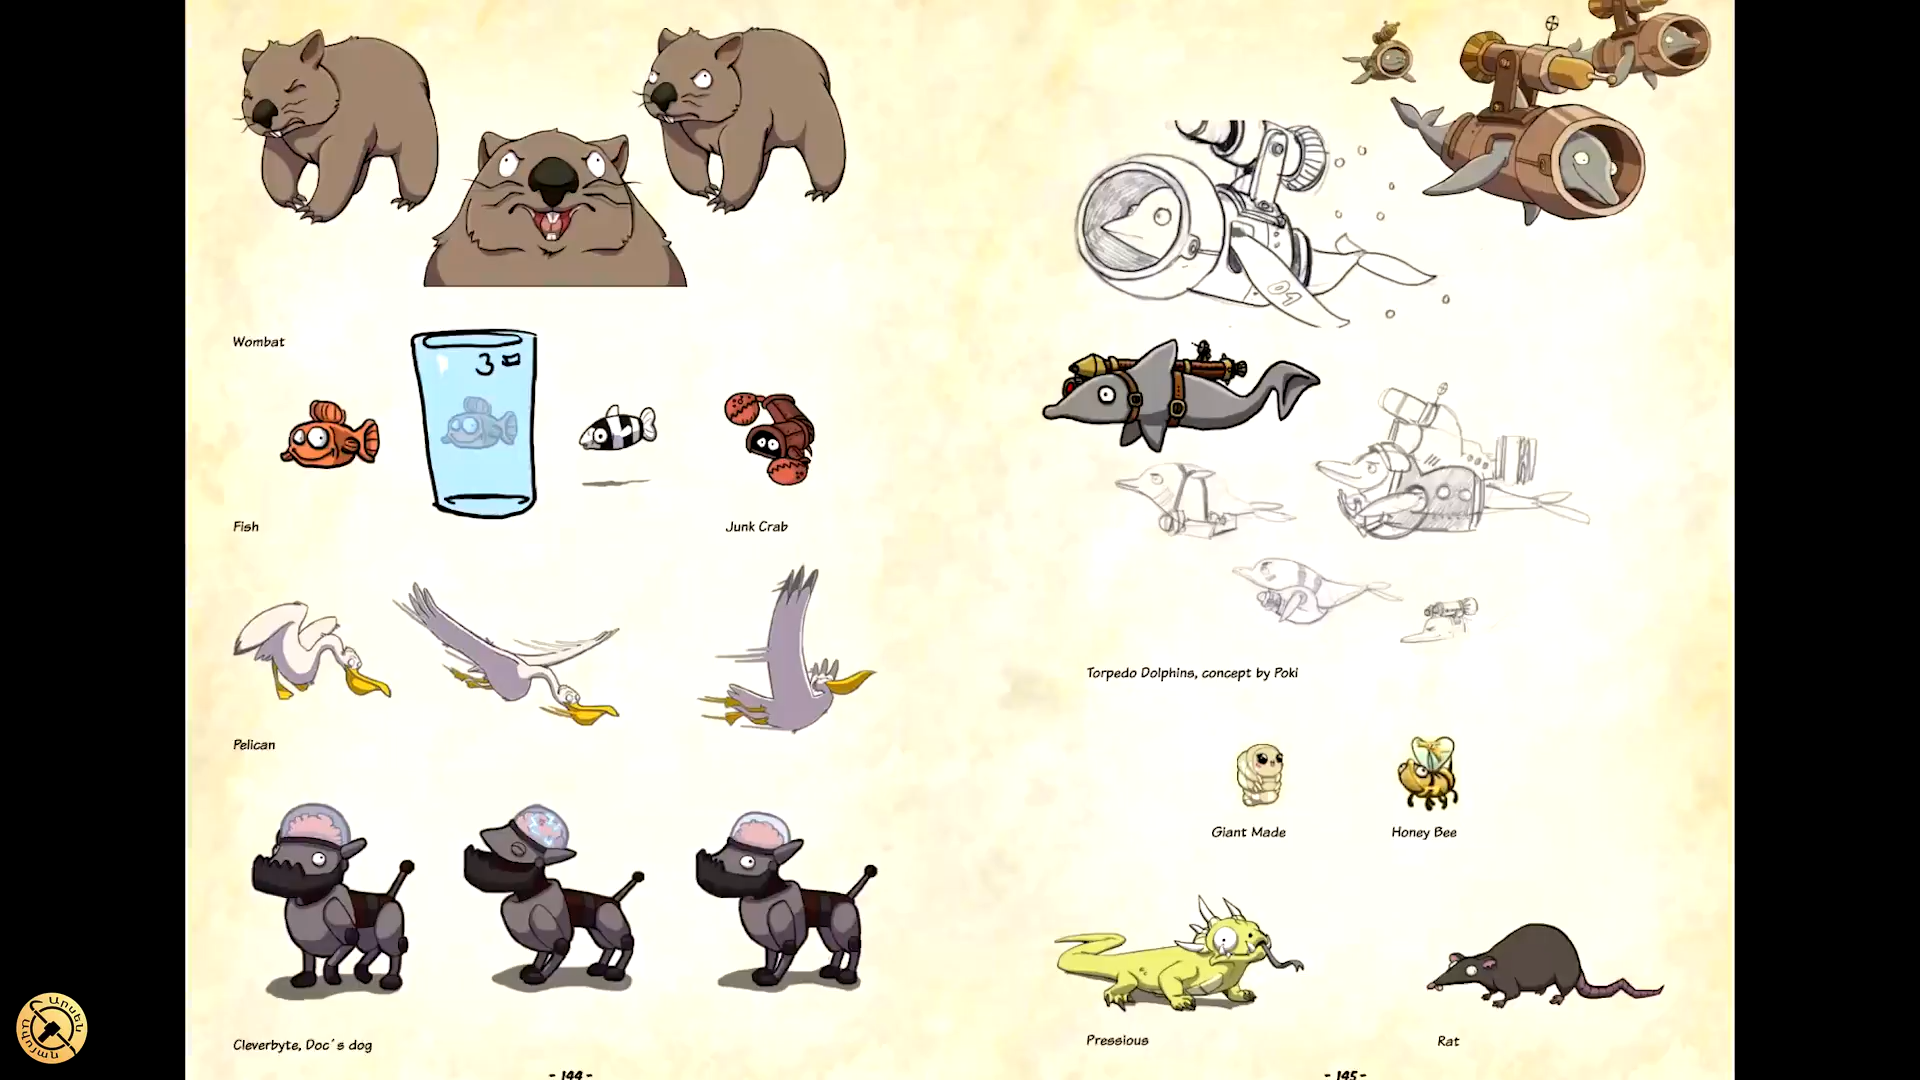 Wombat
3
Fish
Junk Crab
Pelican
Cleverbyte, Doc´s dog
- 144 -
04
Torpedo Dolphins, concept by Poki
Giant Made
Honey Bee
Pressious
Rat
- 145 -